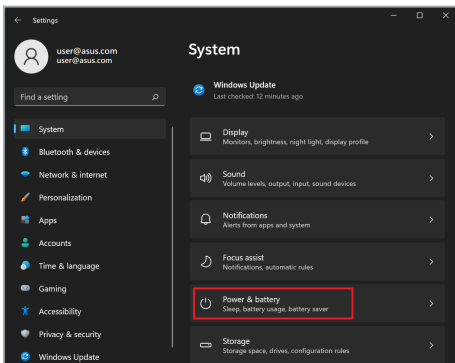 Settings
user@asus.com
user@asus.com
Find a setting
System
Bluetooth & devices
Network & internet
Personalization
Apps
Accounts
Time & language
Gaming
Accessibility
Privacy & security
Windows Update
System
Windows Update
Last checked: 12 minutes ago
Display
Monitors, brightness, night light, display profile
Sound
Volume levels, output, input, sound devices
Notifications
Alerts from apps and system
Focus assist
Notifications, automatic rules
Power & battery
Sleep, battery usage, battery saver
Storage
Storage space, drives, configuration rules